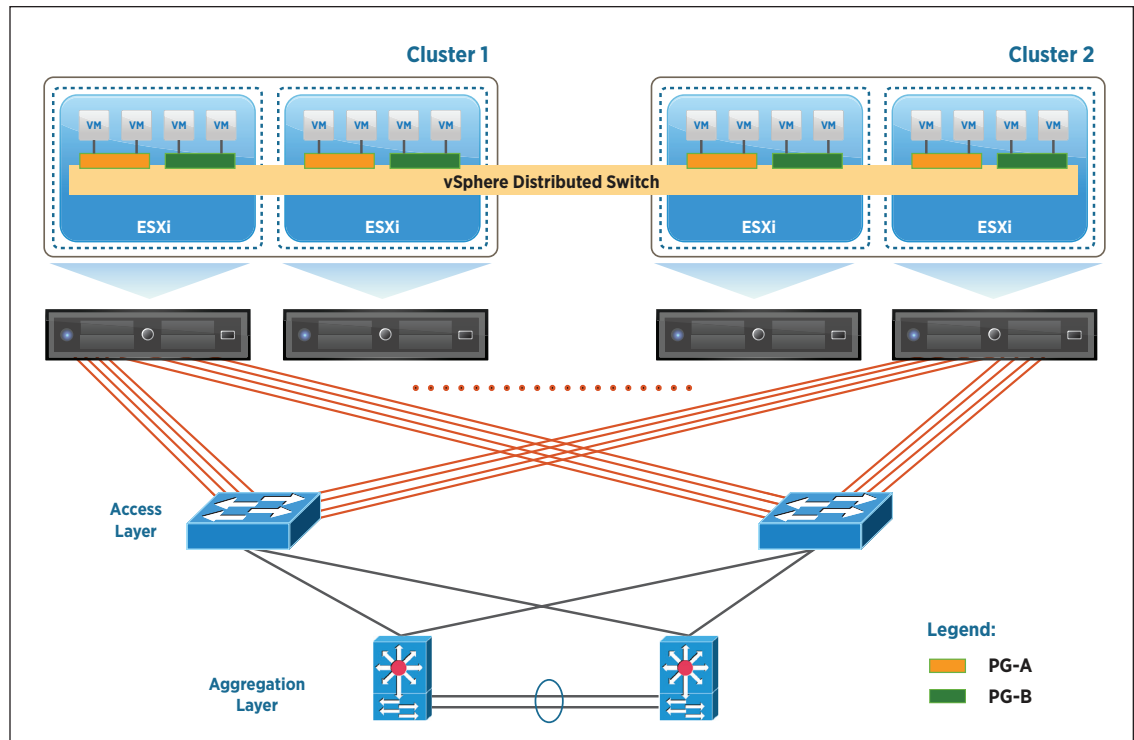 Cluster 1
Cluster 2
VM VM VM VM
VM VM VM VM
VM VM VM VM
VM VM VM VM
vSphere Distributed Switch
ESXi
ESXi
ESXi
ESXi
Access
Layer
Legend:
PG-A
PG-B
Aggregation
Layer